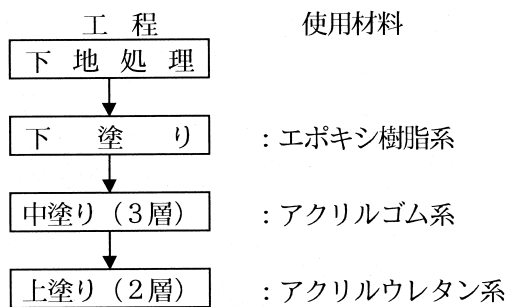 工程 使用材料
下地処理
下塗り ：エポキシ樹脂系
中塗り（３層） ：アクリルゴム系
上塗り（２層） ：アクリルウレタン系